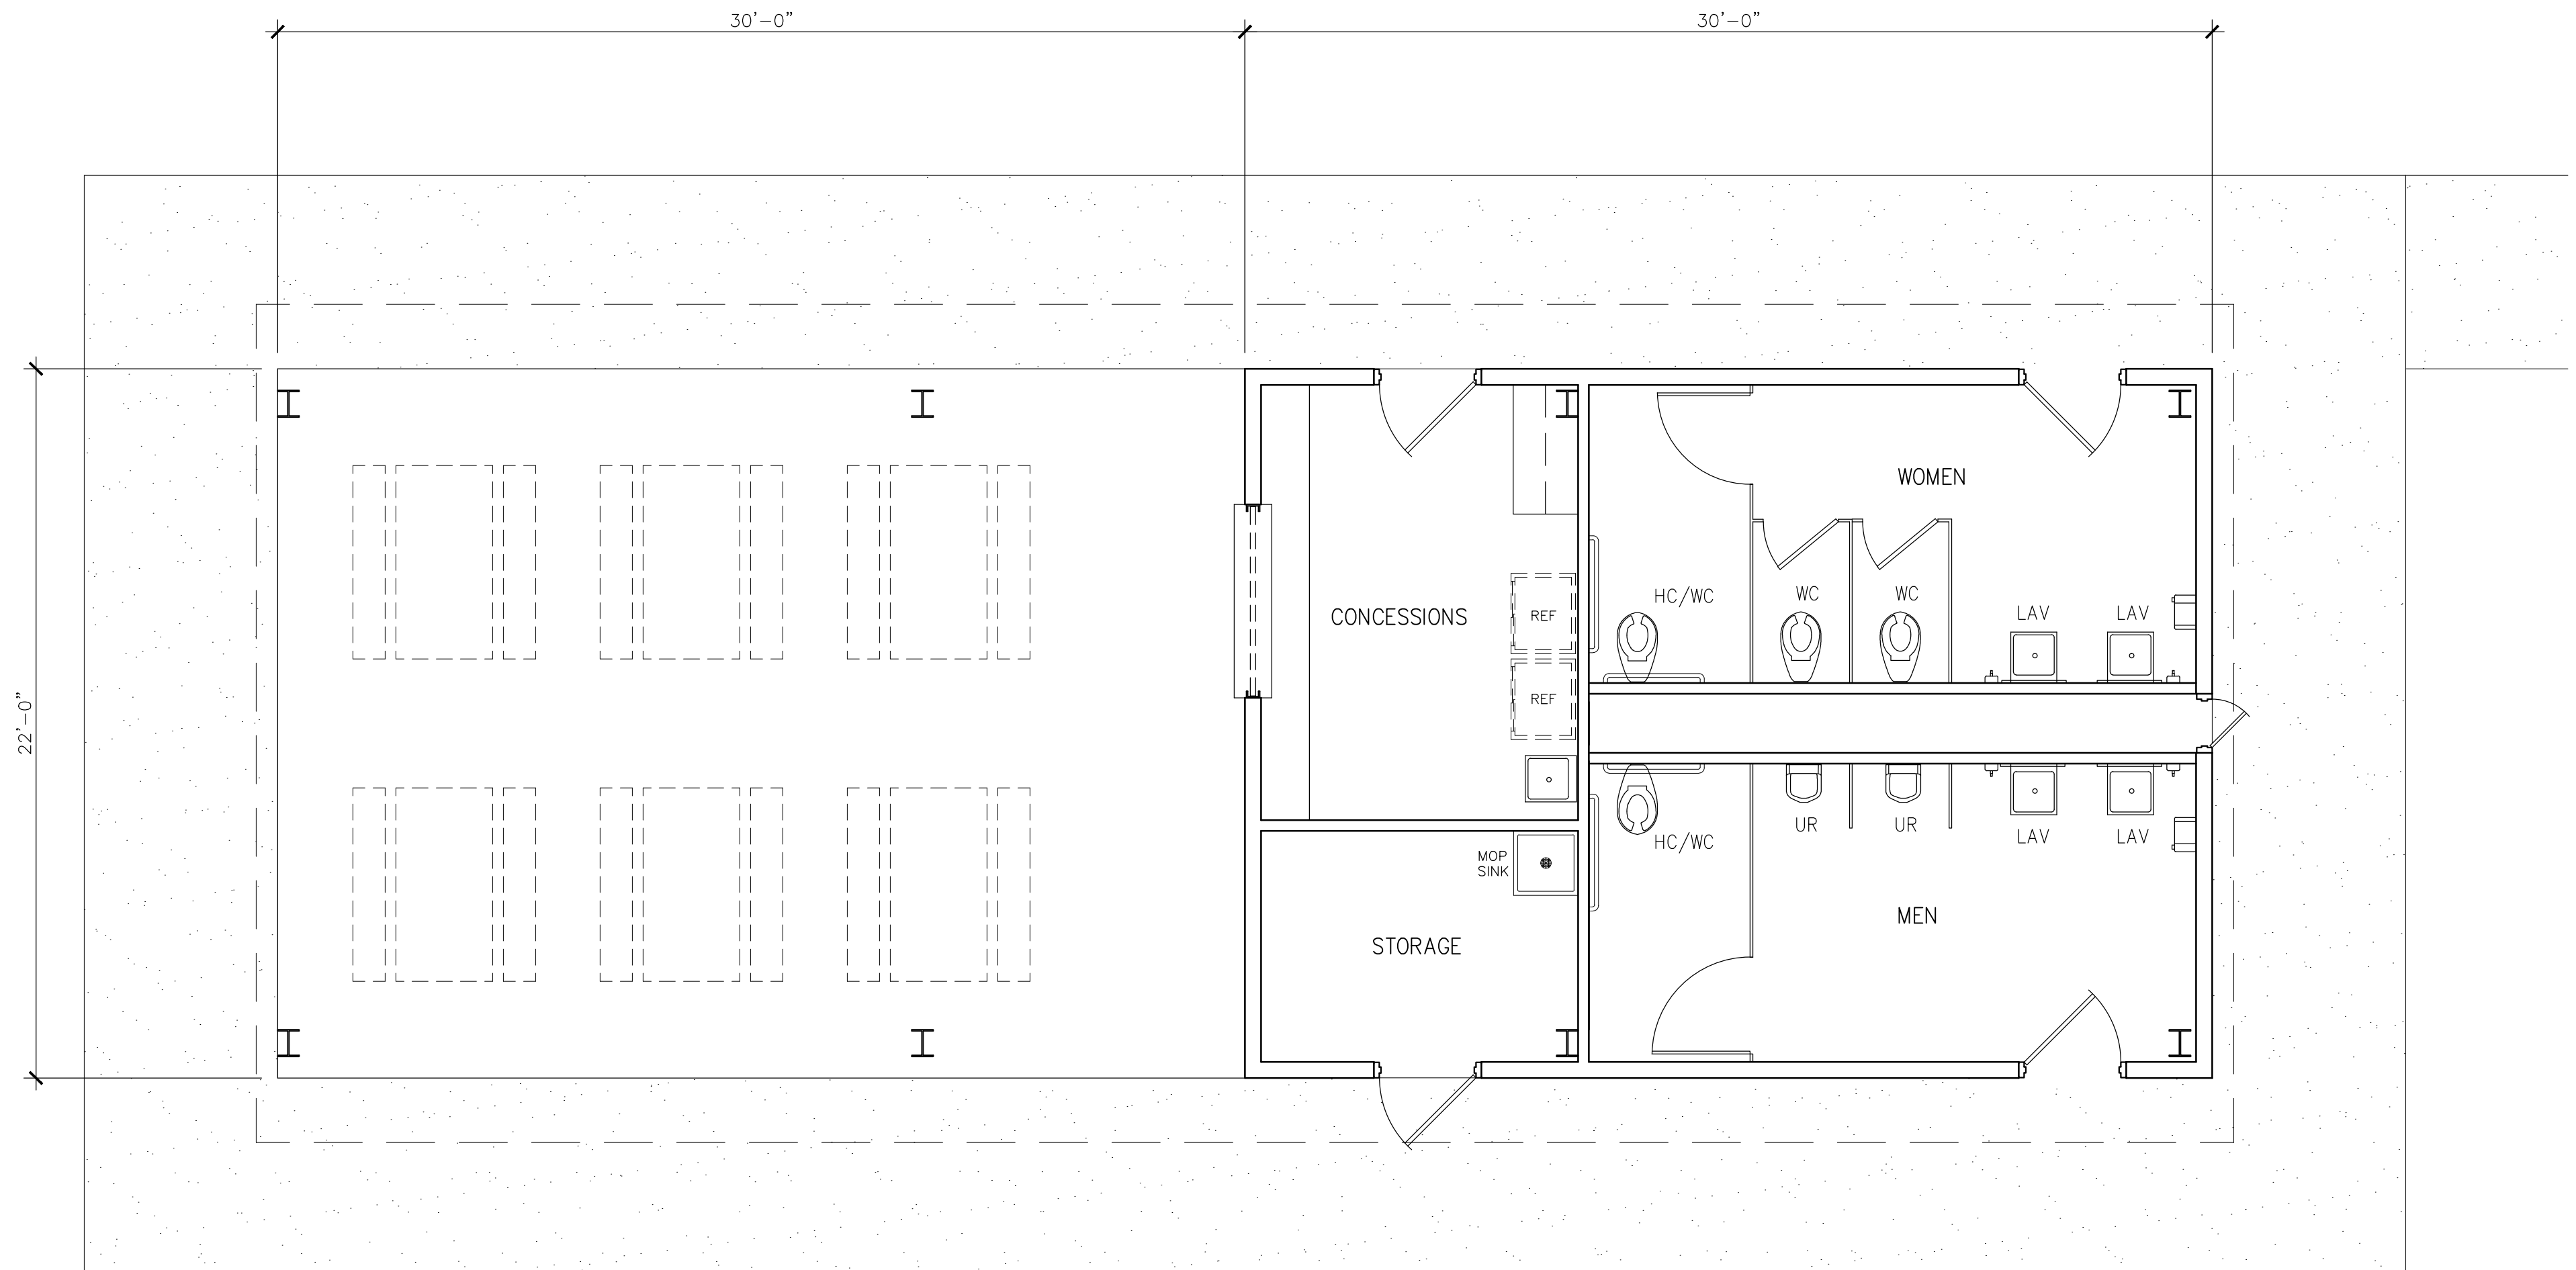 30'-0"
30'-0"
22'-0"
WOMEN
HC/WC
WC
WC
LAV
LAV
CONCESSIONS
REF
REF
HC/WC
UR
UR
LAV
LAV
MOP
SINK
MEN
STORAGE